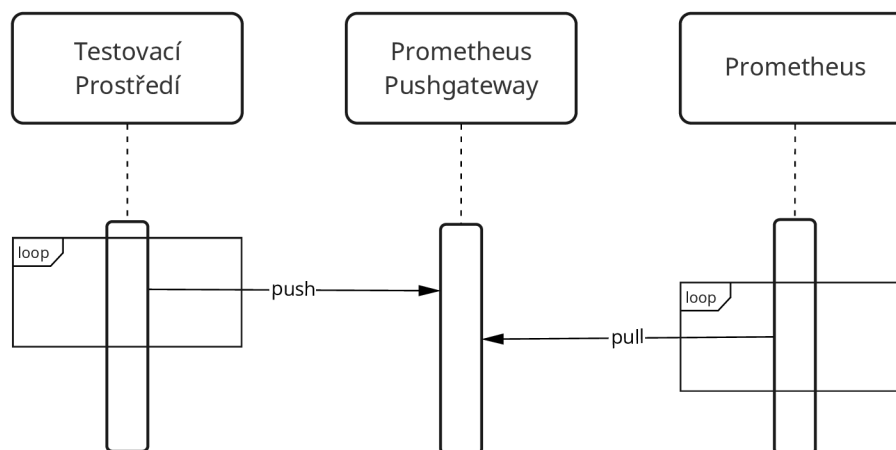 Testovací
Prostředí
Prometheus
Pushgateway
Prometheus
loop
push
loop
pull